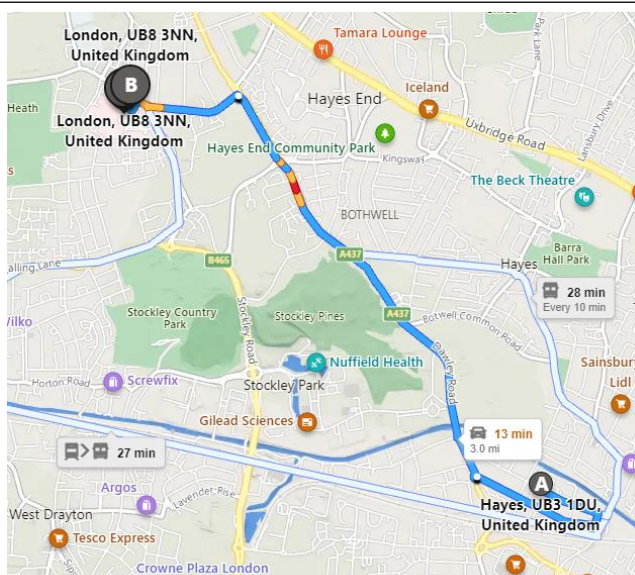 London, UB8 3NN,
United Kingdom
Tamara Lounge
B
Heath
Hayes End
Iceland
London, UB8 3NN,
United Kingdom
Uxbridge Road
Park Lane
Lansbury Drive
Hayes End Community Park
Kingsway
The Beck Theatre
BOTHWELL
Barra
Hall Park
A437
Hayes
B465
alling Lane
28 min
Every 10 min
Stockley Country
Park
Stockley Road
Stockley Pines
A437
Botwell Common Road
Wilko
Dawley Road
Nuffield Health
Sainsbury
Lidl
Horton Road
Screwfix
Stockley Park
Gilead Sciences
13 min
3.0 mi
27 min
A
Argos
Lavender-Rise
Hayes, UB3 1DU,
United Kingdom
West Drayton
Tesco Express
Crowne Plaza London